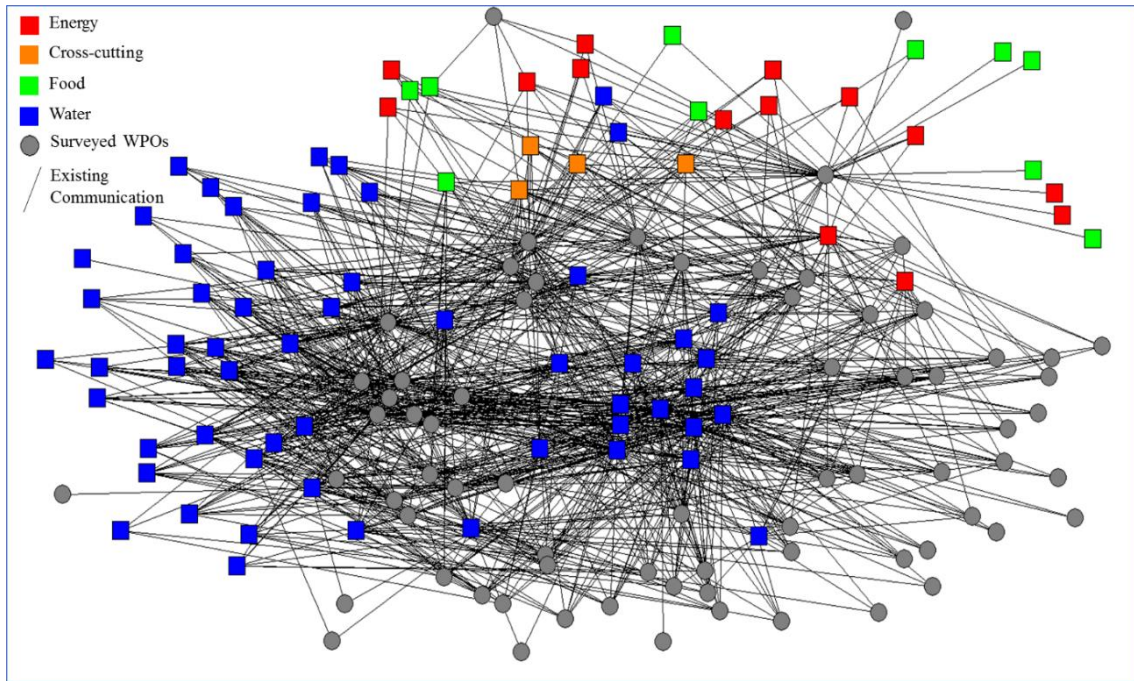 Energy
Cross-cutting
Food
Water
Surveyed WPOs
Existing
Communication